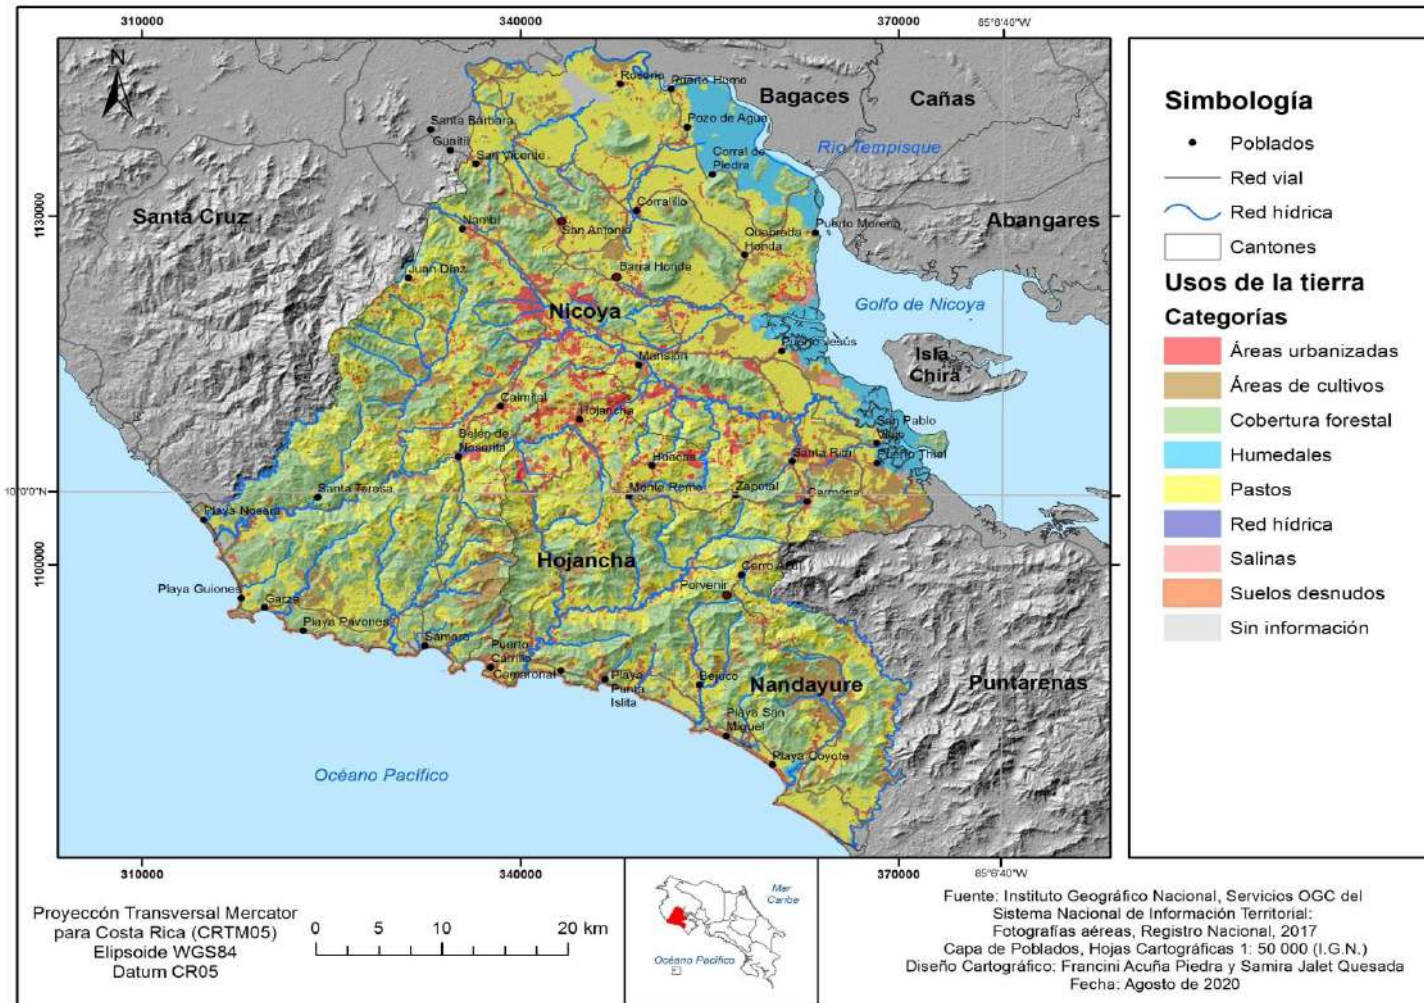 310000
340000
370000
85°6'40"W
N
1130000
10°0'0"N
1100000
Rosario
Puerto Humo
Bagaces
Cañas
Pozo de Agua
Santa Bárbara
Guaitil
San Vicente
Corral de
Piedra
Río Tempisque
Santa Cruz
Nambí
San Antonio
Corralillo
Quebrada
Honda
Puerto Moreno
Abangares
Juan Díaz
Barra Honda
Nicoya
Golfo de Nicoya
Puerto Jesús
Isla
Chira
Mansión
Caimital
Hojancha
Belén de
Nosarita
Huacas
San Pablo
Viejo
Santa Rita
Puerto Thiel
Santa Teresa
Monte Romo
Zapotal
Carmona
Playa Nosara
Hojancha
Cerro Azul
Porvenir
Playa Guiones
Garza
Playa Pavones
Sámara
Puerto
Carrillo
Camaronal
Playa
Punta
Islita
Bejuco
Nandayure
Puntarenas
Playa San
Miguel
Playa Coyote
Océano Pacífico
310000
340000
370000
85°6'40"W
Simbología
Poblados
Red vial
Red hídrica
Cantones
Usos de la tierra
Categorías
Áreas urbanizadas
Áreas de cultivos
Cobertura forestal
Humedales
Pastos
Red hídrica
Salinas
Suelos desnudos
Sin información
Proyeccón Transversal Mercator
para Costa Rica (CRTM05)
Elipsoide WGS84
Datum CR05
0 5 10 20 km
Mar
Caribe
Océano Pacífico
Fuente: Instituto Geográfico Nacional, Servicios OGC del
Sistema Nacional de Información Territorial:
Fotografías aéreas, Registro Nacional, 2017
Capa de Poblados, Hojas Cartográficas 1: 50 000 (I.G.N.)
Diseño Cartográfico: Francini Acuña Piedra y Samira Jalet Quesada
Fecha: Agosto de 2020